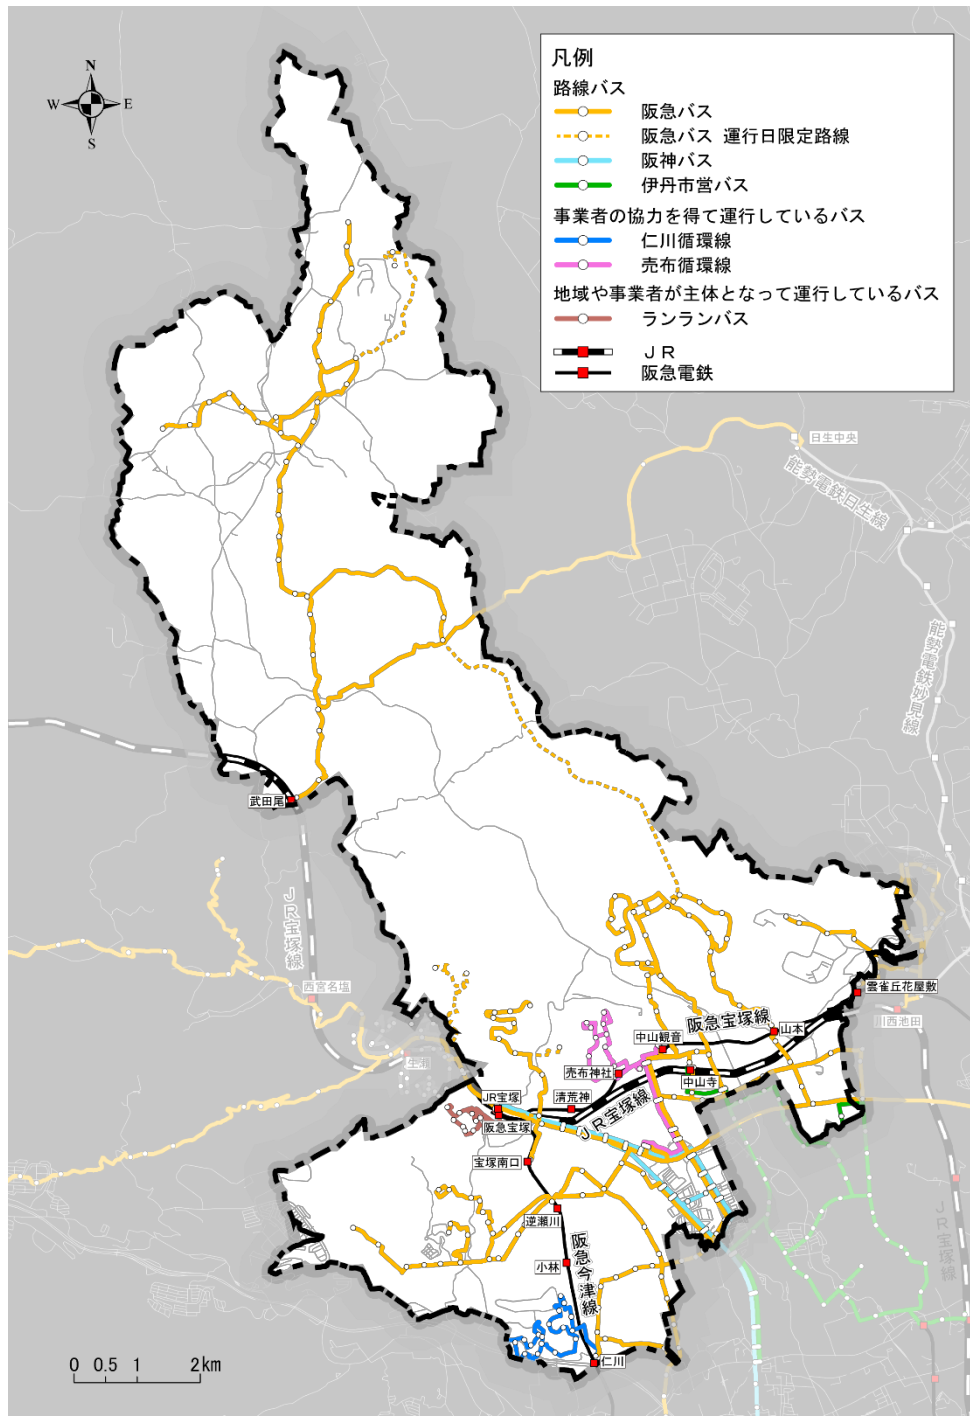 N
W E
S
凡例
路線バス
阪急バス
阪急バス 運行日限定路線
阪神バス
伊丹市営バス
事業者の協力を得て運行しているバス
仁川循環線
売布循環線
地域や事業者が主体となって運行しているバス
ランランバス
JR
阪急電鉄
日生中央
能勢電鉄日生線
能勢電鉄妙見線
武田尾
JR宝塚線
西宮名塩
生瀬
雲雀丘花屋敷
川西池田
阪急宝塚線
山本
中山観音
売布神社
中山寺
JR宝塚
清荒神
JR宝塚線
阪急宝塚
宝塚南口
逆瀬川
小林
阪急今津線
JR宝塚線
仁川
0 0.5 1 2km